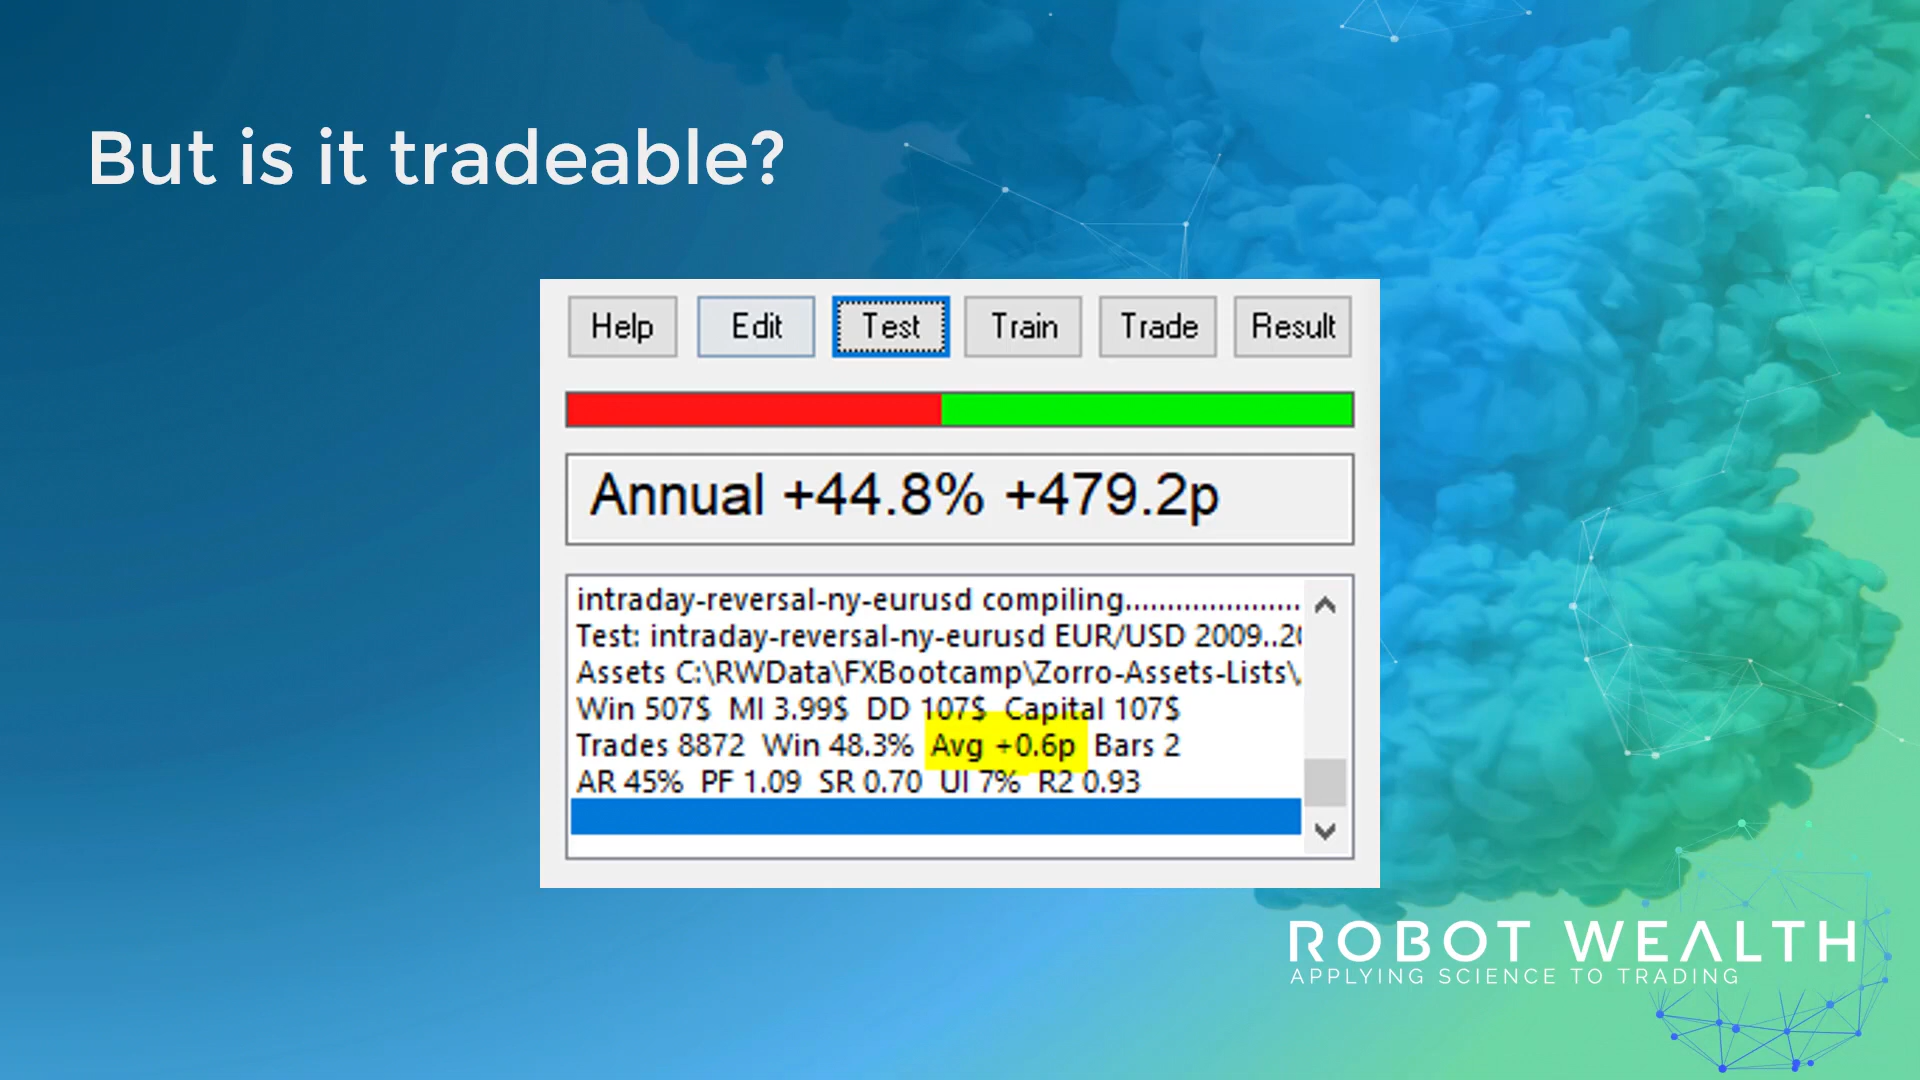 But is it tradeable?
Help Edit Test Train Trade Result
Annual +44.8% +479.2p
intraday-reversal-ny-eurusd compiling......................
Test: intraday-reversal-ny-eurusd EUR/USD 2009..20
Assets C:\RWData\FXBootcamp\Zorro-Assets-Lists\
Win 507$ MI 3.99$ DD 107$ Capital 107$
Trades 8872 Win 48.3% Avg +0.6p Bars 2
AR 45% PF 1.09 SR 0.70 UI 7% R2 0.93
ROBOT WEALTH
APPLYING SCIENCE TO TRADING